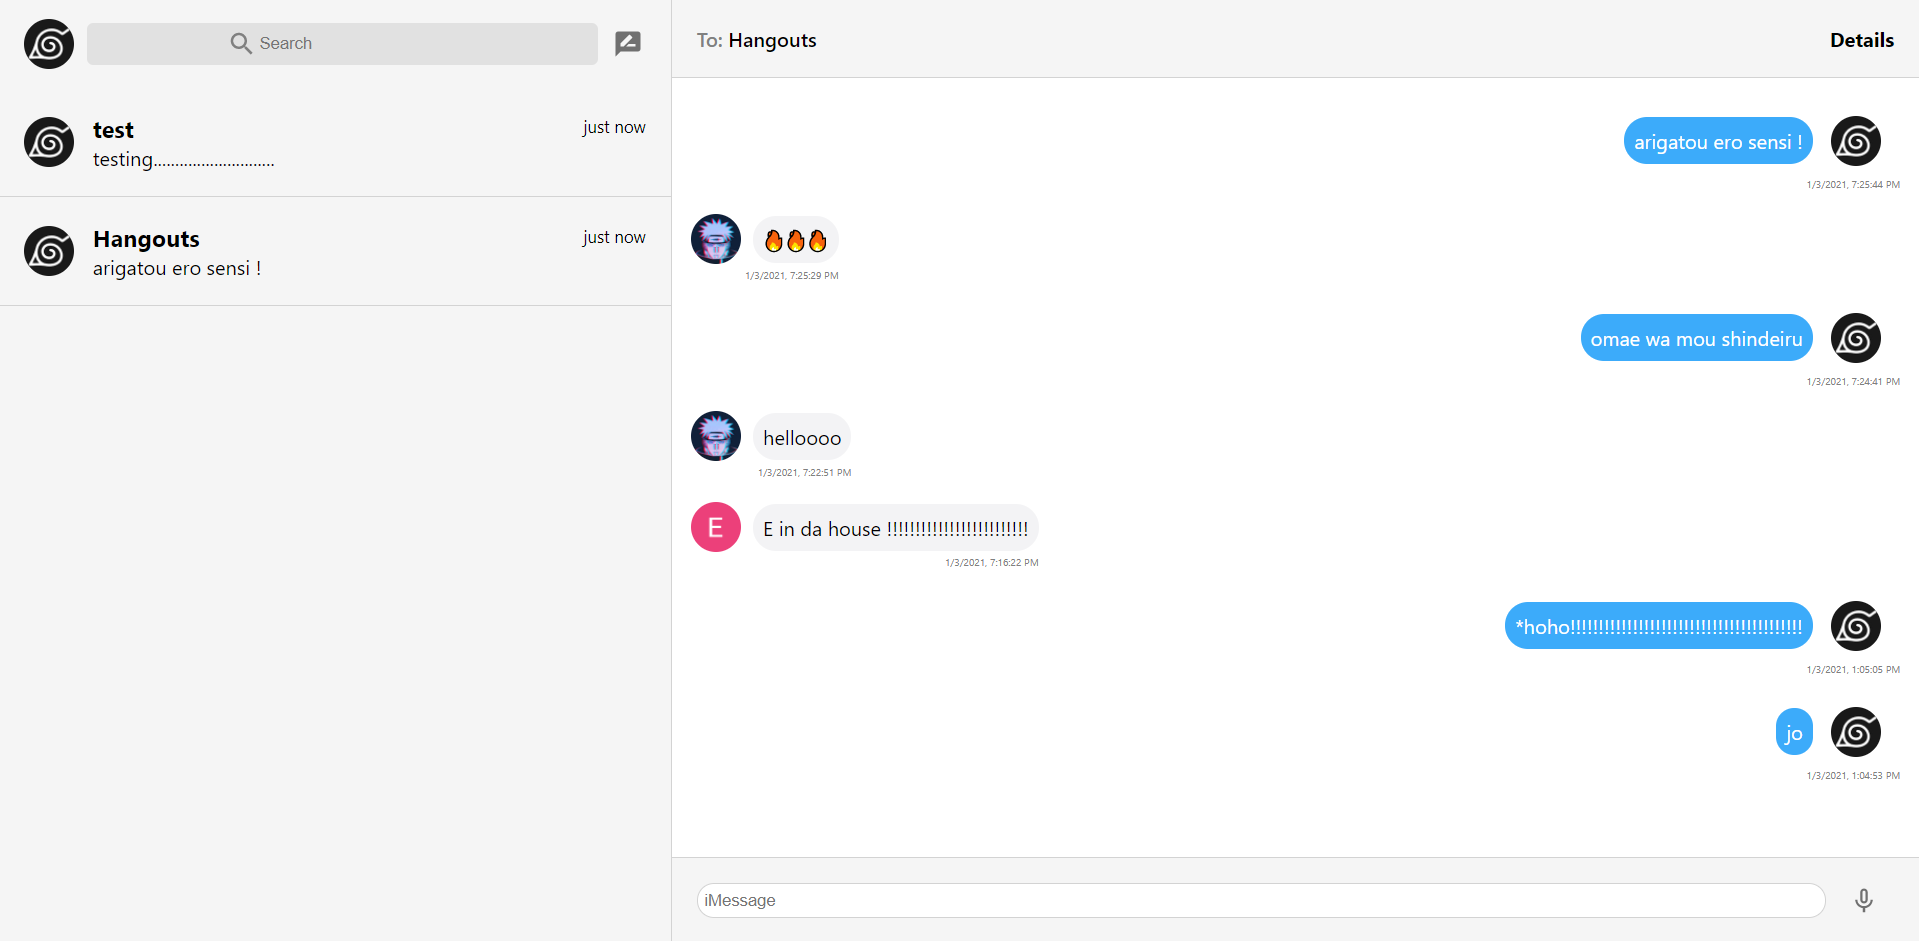 Search
test
just now
testing............................
Hangouts
just now
arigatou ero sensi !
To: Hangouts
Details
arigatou ero sensi !
1/3/2021, 7:25:44 PM
🔥🔥🔥
1/3/2021, 7:25:29 PM
omae wa mou shindeiru
1/3/2021, 7:24:41 PM
helloooo
1/3/2021, 7:22:51 PM
E
E in da house !!!!!!!!!!!!!!!!!!!!!!!!!
1/3/2021, 7:16:22 PM
*hoho!!!!!!!!!!!!!!!!!!!!!!!!!!!!!!!!!!!!!!!!!
1/3/2021, 1:05:05 PM
jo
1/3/2021, 1:04:53 PM
iMessage